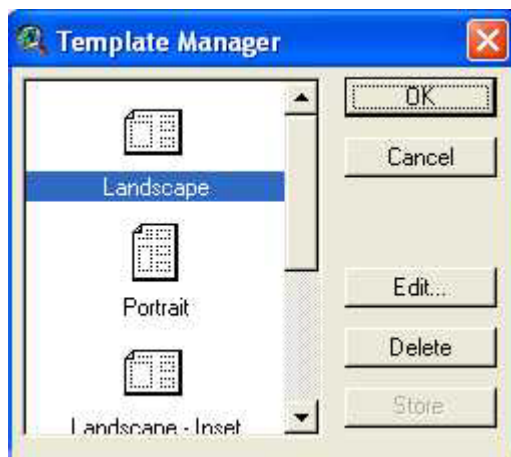 Template Manager
Landscape
Portrait
Landscape - Inset
OK
Cancel
Edit...
Delete
Store